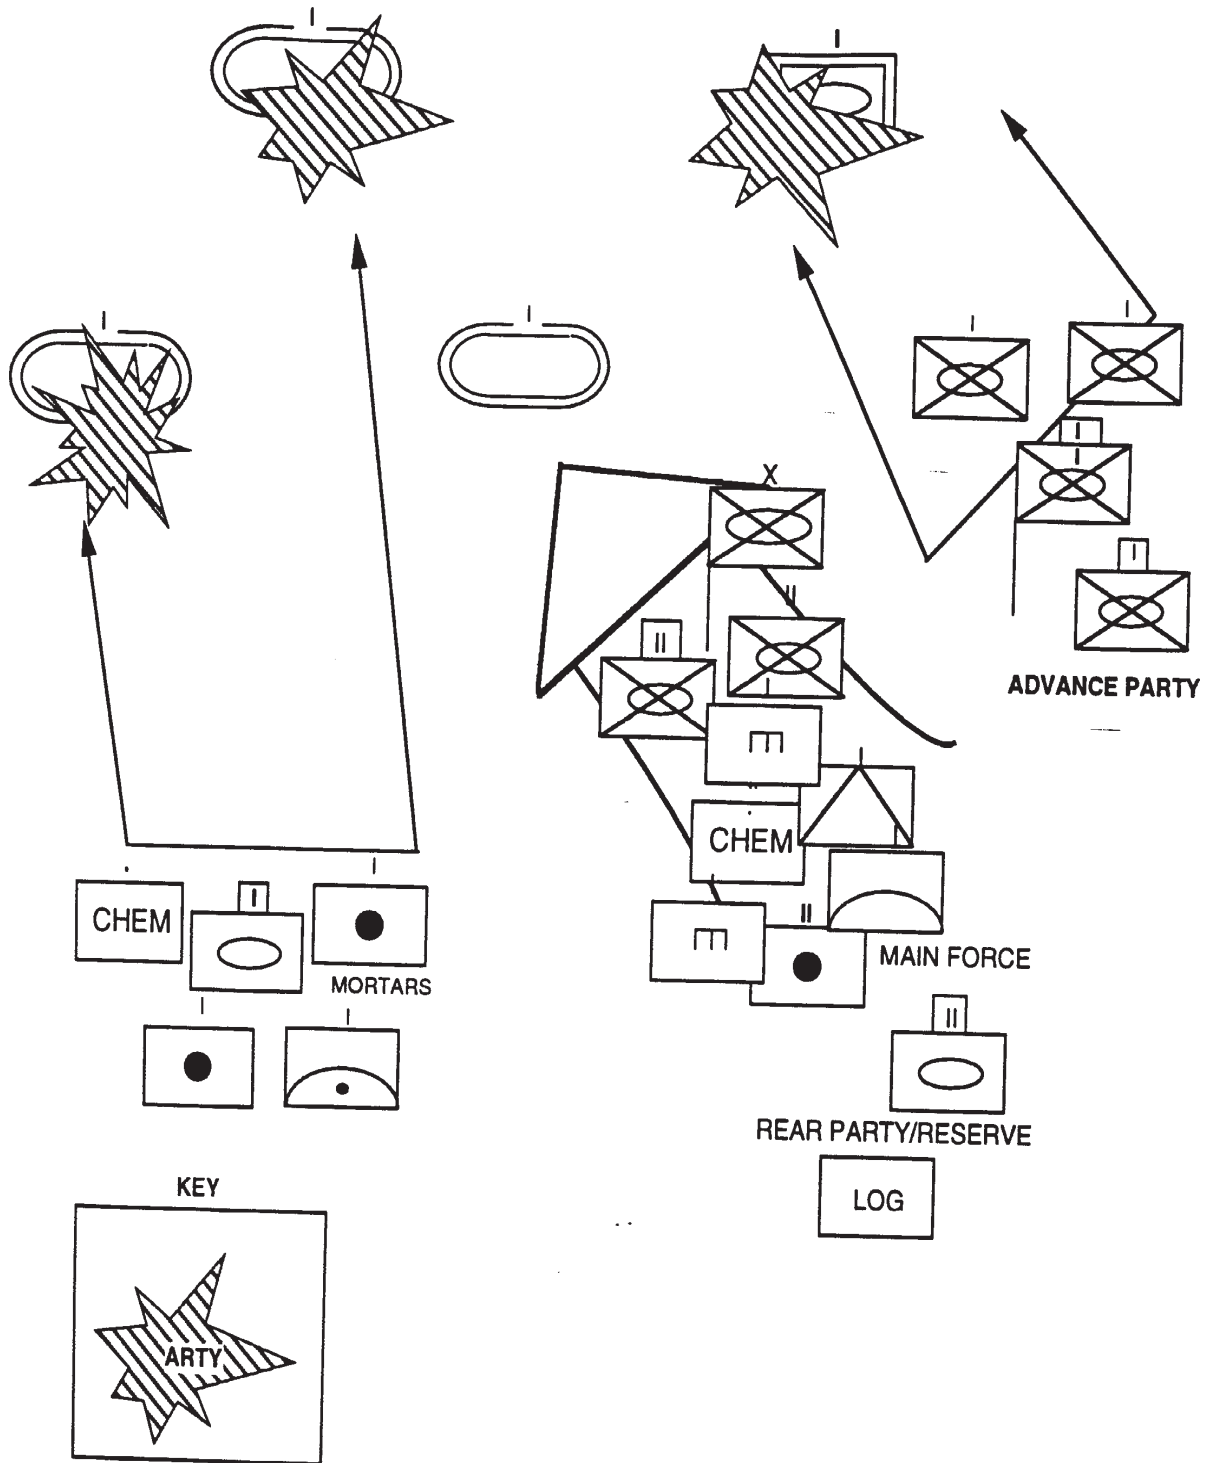 ADVANCE PARTY
CHEM
CHEM
MAIN FORCE
MORTARS
REAR PARTY/RESERVE
KEY
LOG
ARTY